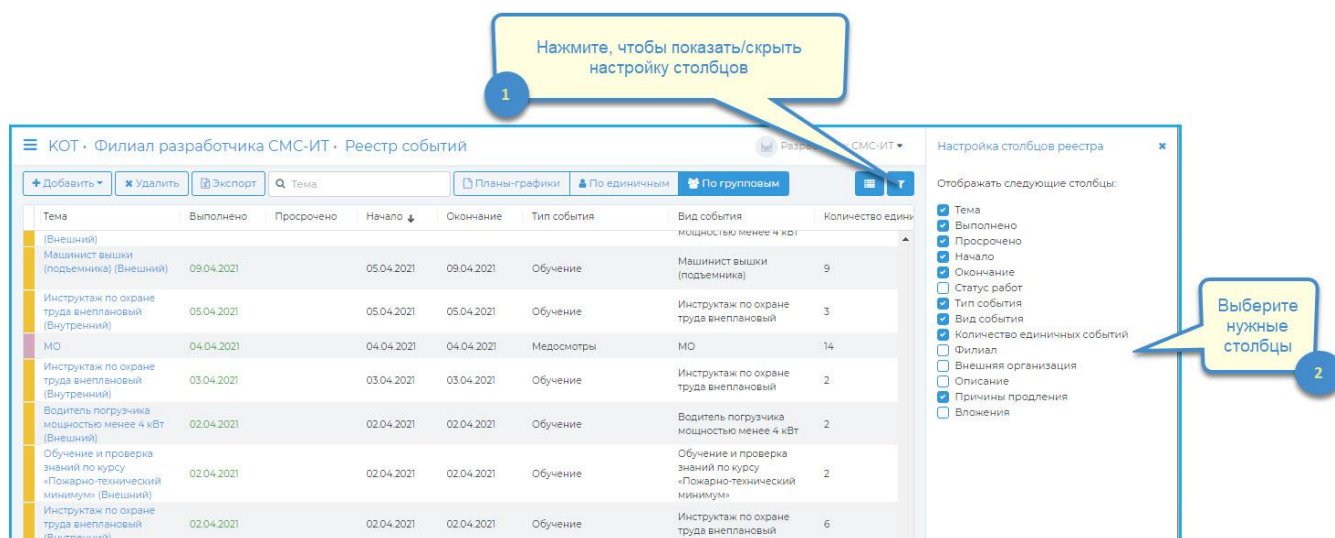 Нажмите, чтобы показать/скрыть
настройку столбцов
1
КОТ · Филиал разработчика СМС-ИТ · Реестр событий
СМС-ИТ
+ Добавить
× Удалить
Экспорт
Тема
Планы-графики
По единичным
По групповым
Тема Выполнено Просрочено Начало ↓ Окончание Тип события Вид события Количество едини
(Внешний)
мощностью менее 4 кВт
Машинист вышки
(подъемника) (Внешний)
09.04.2021 05.04.2021 09.04.2021 Обучение
Машинист вышки
(подъемника)
9
Инструктаж по охране
труда внеплановый
(Внутренний)
05.04.2021 05.04.2021 05.04.2021 Обучение
Инструктаж по охране
труда внеплановый
3
МО 04.04.2021 04.04.2021 04.04.2021 Медосмотры МО 14
Инструктаж по охране
труда внеплановый
(Внутренний)
03.04.2021 03.04.2021 03.04.2021 Обучение
Инструктаж по охране
труда внеплановый
2
Водитель погрузчика
мощностью менее 4 кВт
(Внешний)
02.04.2021 02.04.2021 02.04.2021 Обучение
Водитель погрузчика
мощностью менее 4 кВт
2
Обучение и проверка
знаний по курсу
«Пожарно-технический
минимум» (Внешний)
02.04.2021 02.04.2021 02.04.2021 Обучение
Обучение и проверка
знаний по курсу
«Пожарно-технический
минимум»
2
Инструктаж по охране
труда внеплановый
(Внутренний)
02.04.2021 02.04.2021 02.04.2021 Обучение
Инструктаж по охране
труда внеплановый
6
Настройка столбцов реестра ×
Отображать следующие столбцы:
Тема
Выполнено
Просрочено
Начало
Окончание
Статус работ
Тип события
Вид события
Количество единичных событий
Филиал
Внешняя организация
Описание
Причины продления
Вложения
Выберите
нужные
столбцы
2